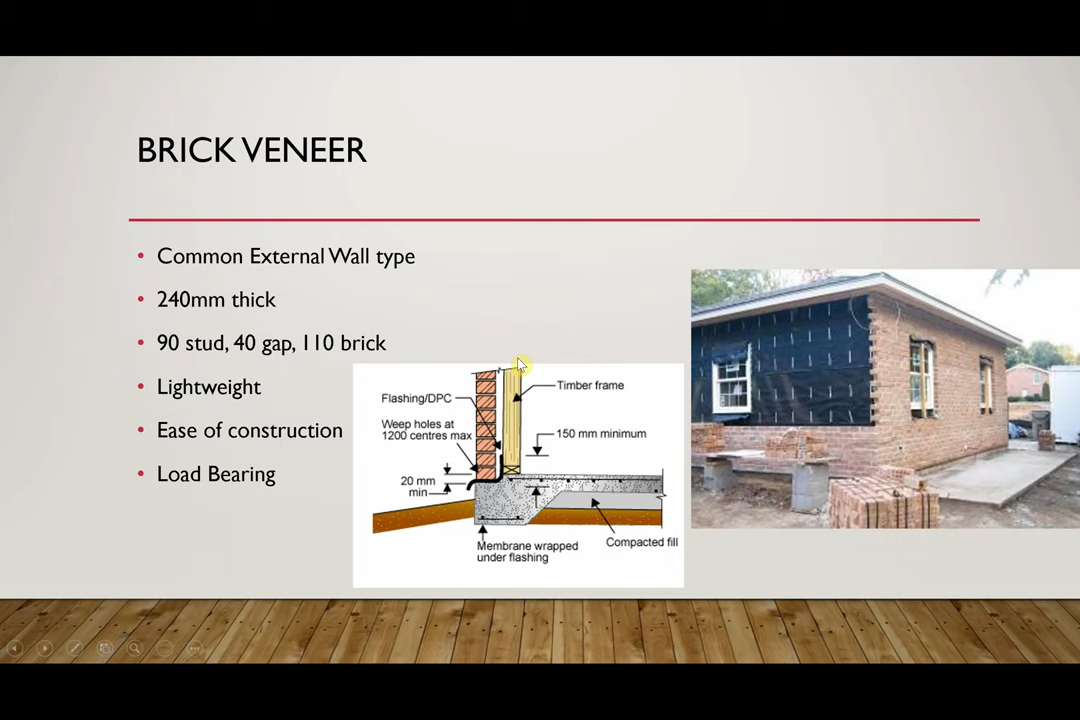 BRICK VENEER
Common External Wall type
240mm thick
90 stud, 40 gap, 110 brick
Lightweight
Ease of construction
Load Bearing
Flashing/DPC
Weep holes at
1200 centres max
20 mm
min
Timber frame
150 mm minimum
Membrane wrapped
under flashing
Compacted fill